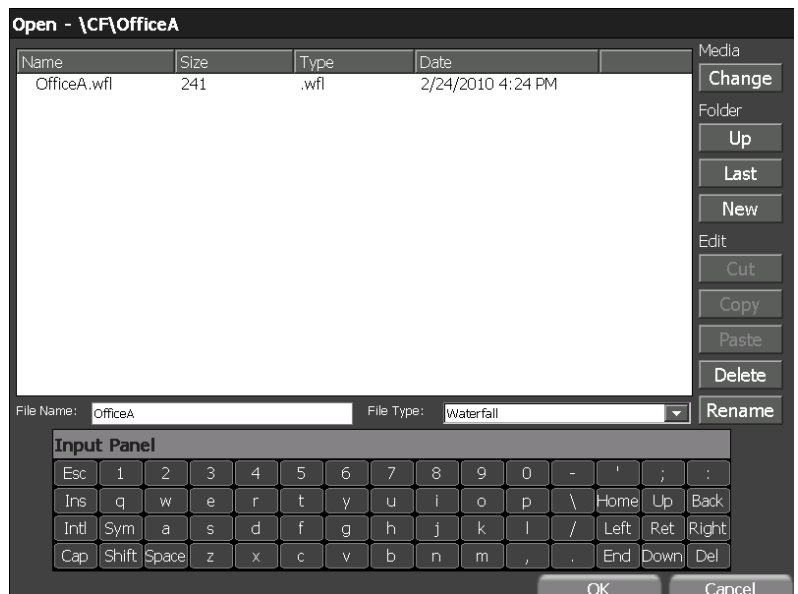 Open - \CF\OfficeA
Name Size Type Date
OfficeA.wfl 241 .wfl 2/24/2010 4:24 PM
Media
Change
Folder
Up
Last
New
Edit
Cut
Copy
Paste
Delete
Rename
File Name: OfficeA File Type: Waterfall
Input Panel
Esc 1 2 3 4 5 6 7 8 9 0 - ' ; :
Ins q w e r t y u i o p \ Home Up Back
Intl Sym a s d f g h j k l / Left Ret Right
Cap Shift Space z x c v b n m , . End Down Del
OK Cancel